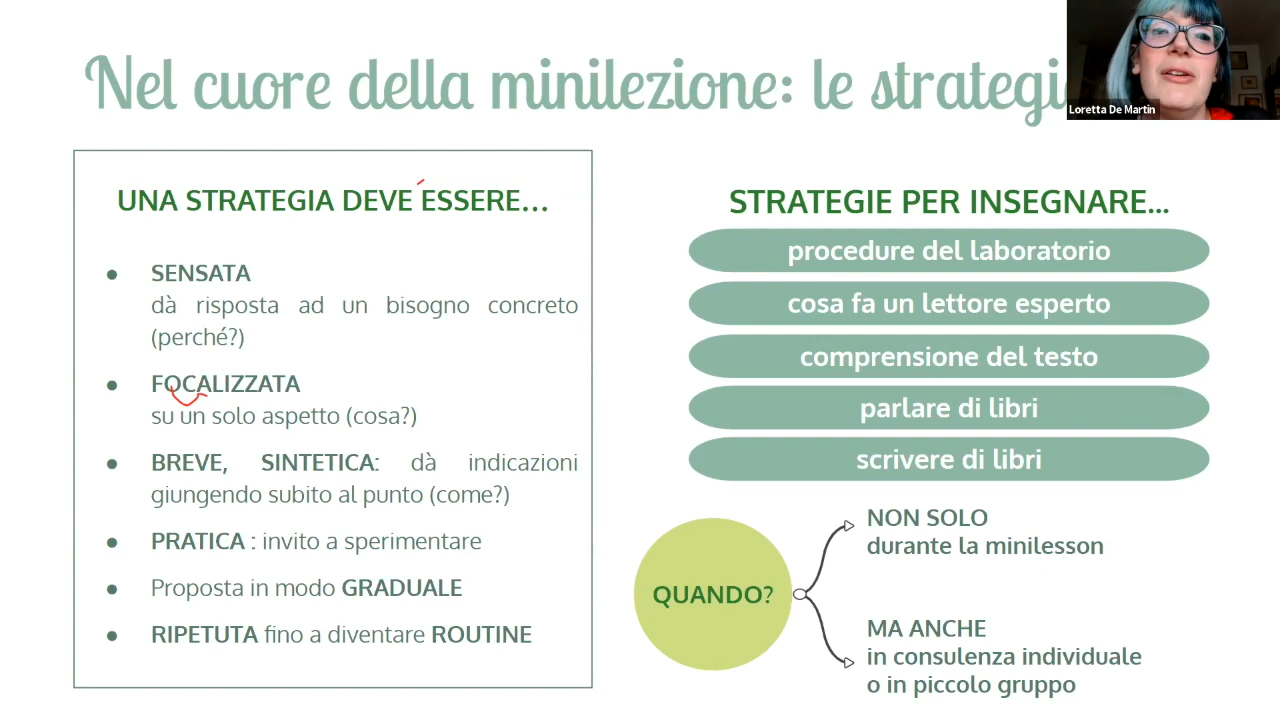 Nel cuore della minilezione: le strategi
Loretta De Martin
UNA STRATEGIA DEVE ESSERE...
● SENSATA
dà risposta ad un bisogno concreto
(perché?)
● FOCALIZZATA
su un solo aspetto (cosa?)
● BREVE, SINTETICA: dà indicazioni
giungendo subito al punto (come?)
● PRATICA : invito a sperimentare
● Proposta in modo GRADUALE
● RIPETUTA fino a diventare ROUTINE
STRATEGIE PER INSEGNARE...
procedure del laboratorio
cosa fa un lettore esperto
comprensione del testo
parlare di libri
scrivere di libri
QUANDO?
NON SOLO
durante la minilesson
MA ANCHE
in consulenza individuale
o in piccolo gruppo